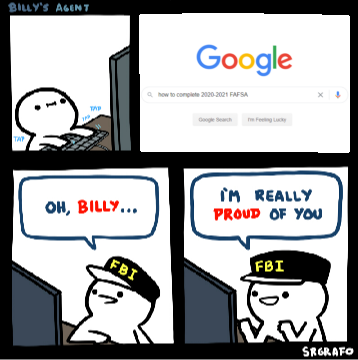 BILLY'S AGENT
TAP
TAP
TAP
Google
how to complete 2020-2021 FAFSA
Google Search I'm Feeling Lucky
OH, BILLY...
FBI
I'M REALLY
PROUD OF YOU
FBI
SRGRAFO